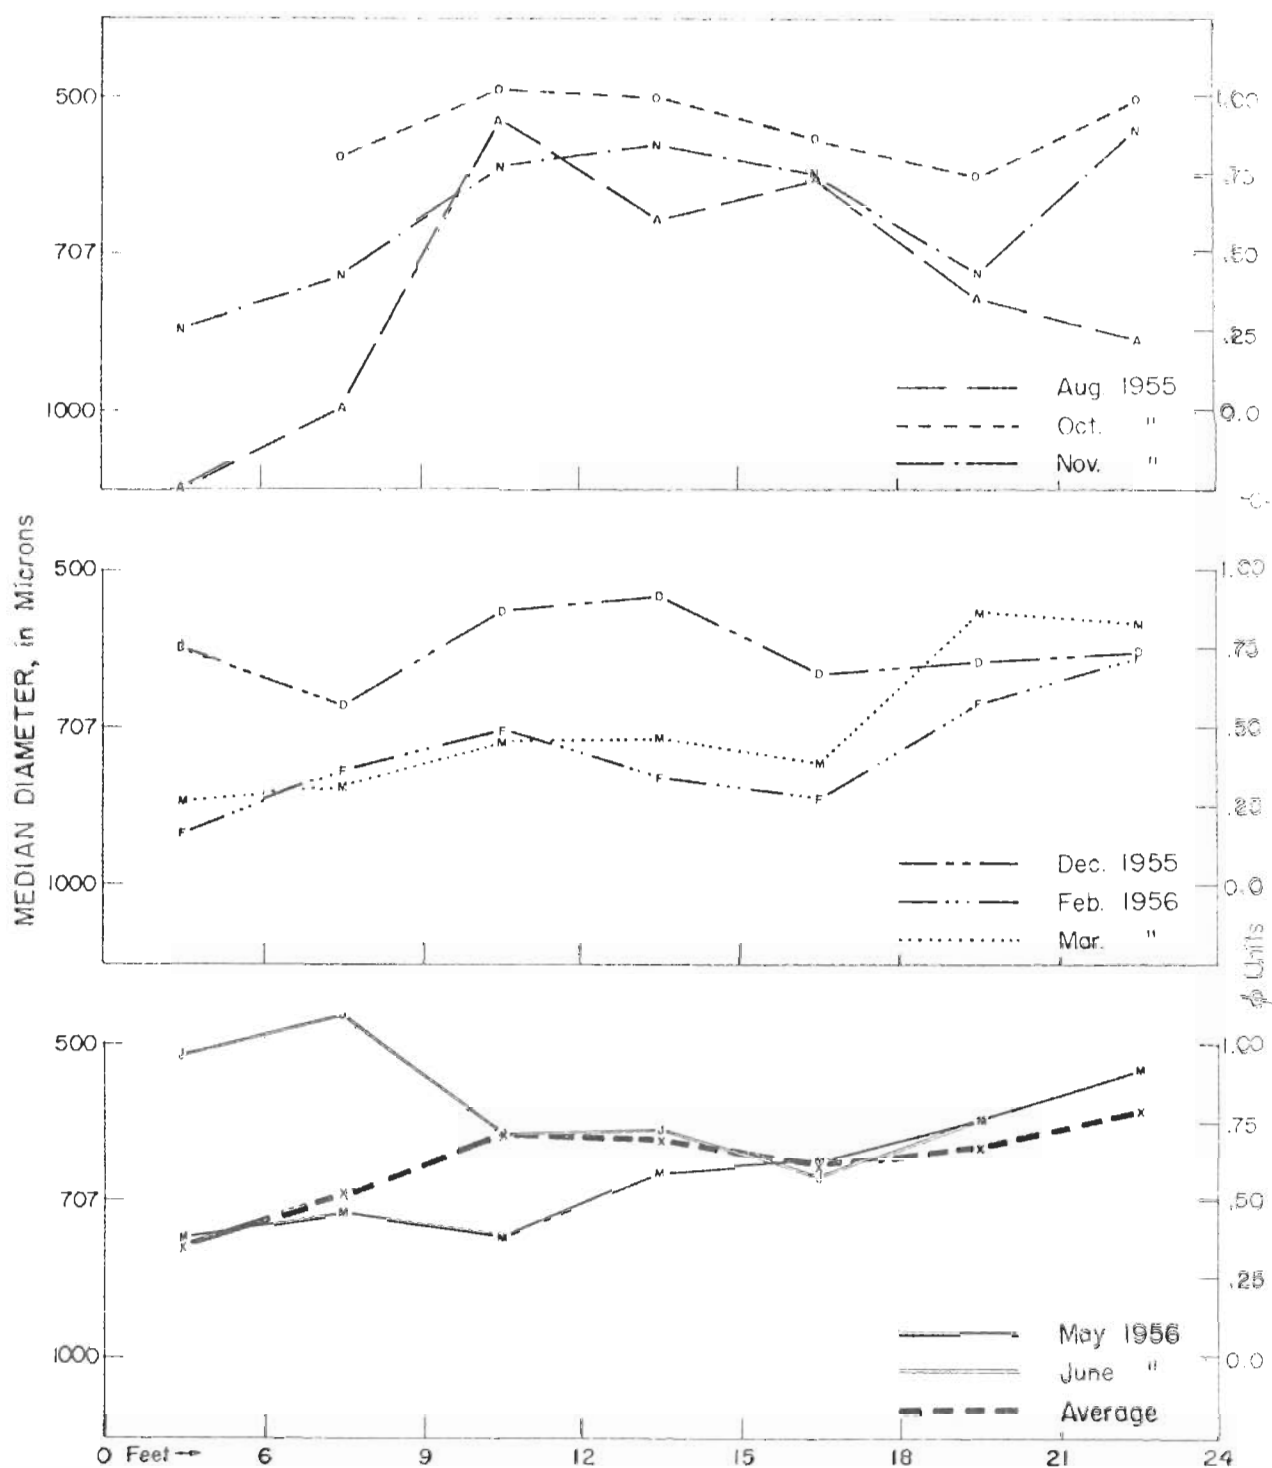 500
707
1000
1.00
.75
.50
.25
0.0
Aug. 1955
Oct. "
Nov. "
MEDIAN DIAMETER, in Microns
500
707
1000
1.00
.75
.50
.25
0.0
Dec. 1955
Feb. 1956
Mar. "
φ Units
500
707
1000
1.00
.75
.50
.25
0.0
May 1956
June "
Average
0 Feet → 6 9 12 15 18 21 24